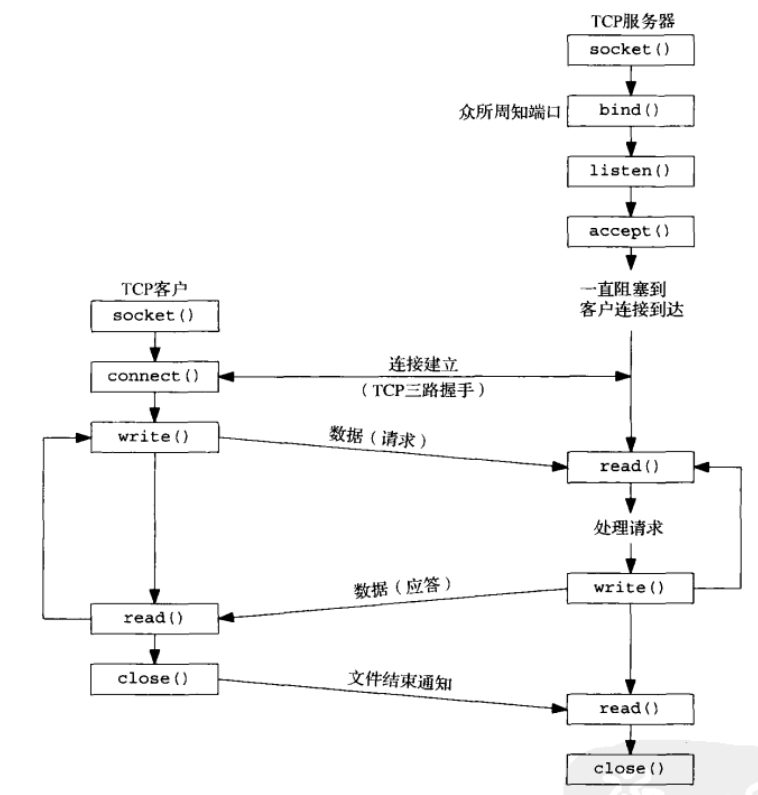 TCP服务器
socket()
众所周知端口
bind()
listen()
accept()
一直阻塞到
客户连接到达
TCP客户
socket()
connect()
连接建立
(TCP三路握手)
write()
数据(请求)
read()
处理请求
write()
数据(应答)
read()
close()
文件结束通知
read()
close()